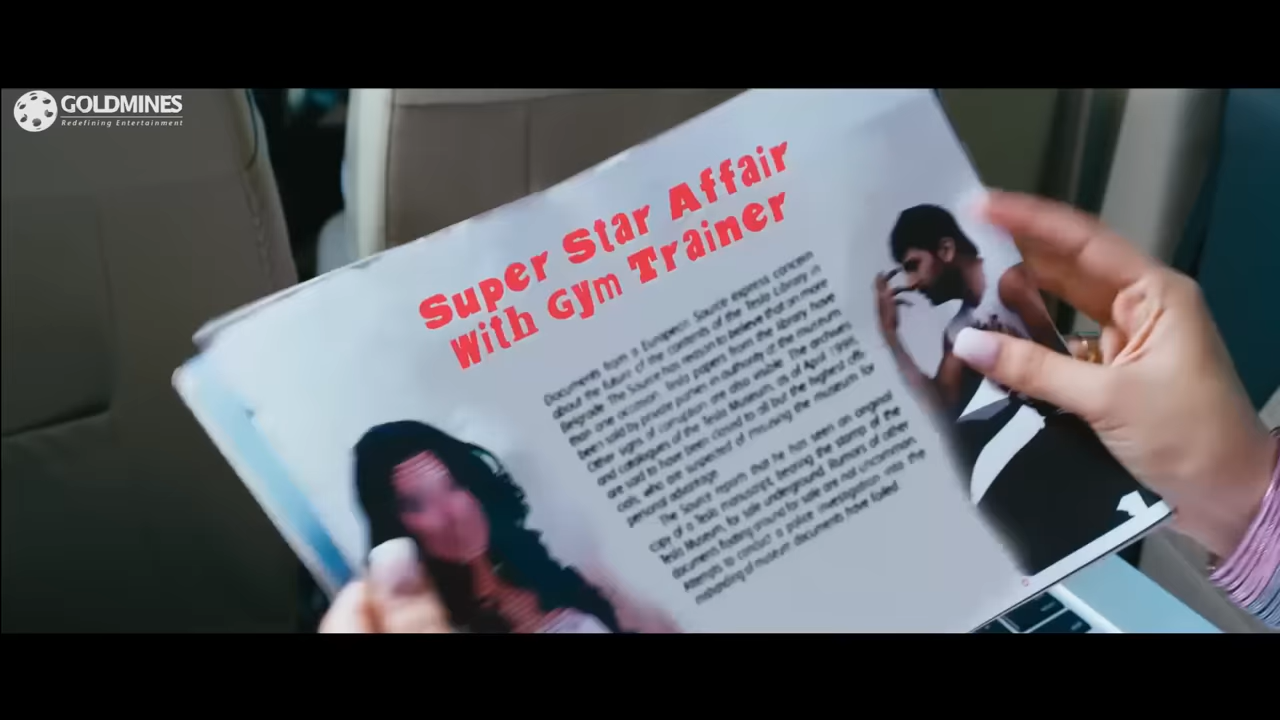 GOLDMINES
Redefining Entertainment
Super Star Affair
With Gym Trainer
Documents from a European Source express concern
about the future of the contents of the Tesla Library in
Belgrade. The Source has reason to believe that on more
than one occasion, Tesla papers from the library have
been sold by private parties in authority at the museum.
Other signs of corruption are also visible. The archives
and catalogues of the Tesla Museum, as of April 1998,
are said to have been closed to all but the highest offi-
cials, who are suspected of misusing the museum for
personal advantage.
The Source reports that he has seen an original
copy of a Tesla manuscript, bearing the stamp of the
Tesla Museum, for sale underground. Rumors of other
documents floating around for sale are not uncommon.
Attempts to conduct a police investigation into the
mishandling of museum documents have failed